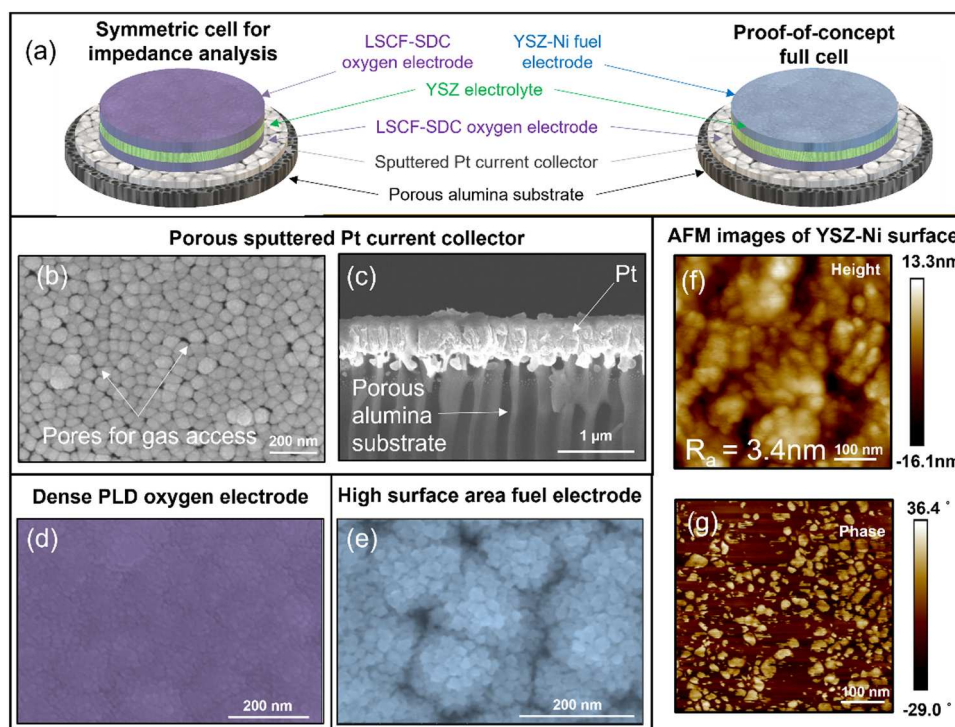 (a)
Symmetric cell for
impedance analysis
LSCF-SDC
oxygen electrode
YSZ-Ni fuel
electrode
Proof-of-concept
full cell
YSZ electrolyte
LSCF-SDC oxygen electrode
Sputtered Pt current collector
Porous alumina substrate
Porous sputtered Pt current collector
(b)
Pores for gas access
200 nm
(c)
Pt
Porous
alumina
substrate
1 µm
AFM images of YSZ-Ni surface
(f)
Height
13.3nm
Ra = 3.4nm
100 nm
-16.1nm
Dense PLD oxygen electrode
(d)
200 nm
High surface area fuel electrode
(e)
200 nm
(g)
Phase
36.4 °
100 nm
-29.0 °